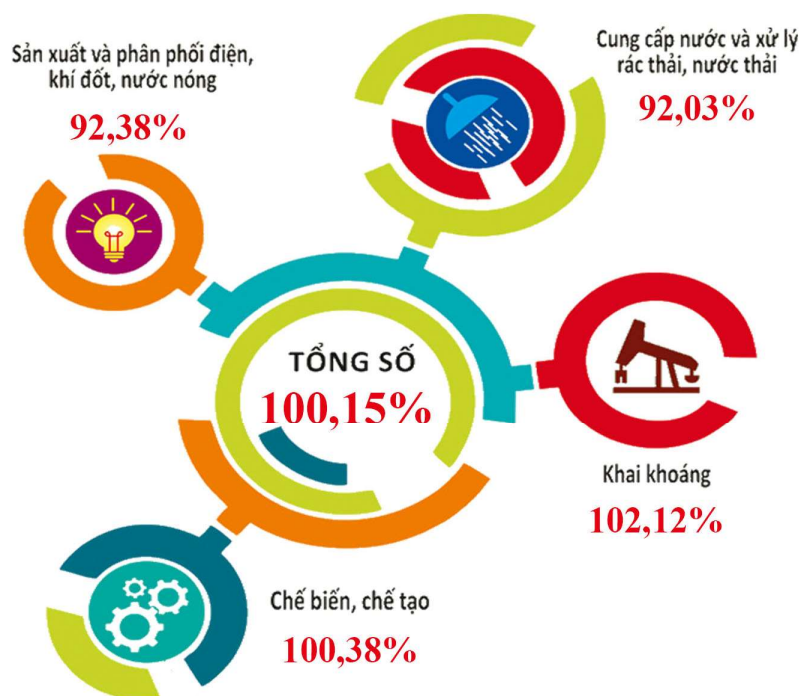 Sản xuất và phân phối điện,
khí đốt, nước nóng
92,38%
Cung cấp nước và xử lý
rác thải, nước thải
92,03%
TỔNG SỐ
100,15%
Khai khoáng
102,12%
Chế biến, chế tạo
100,38%